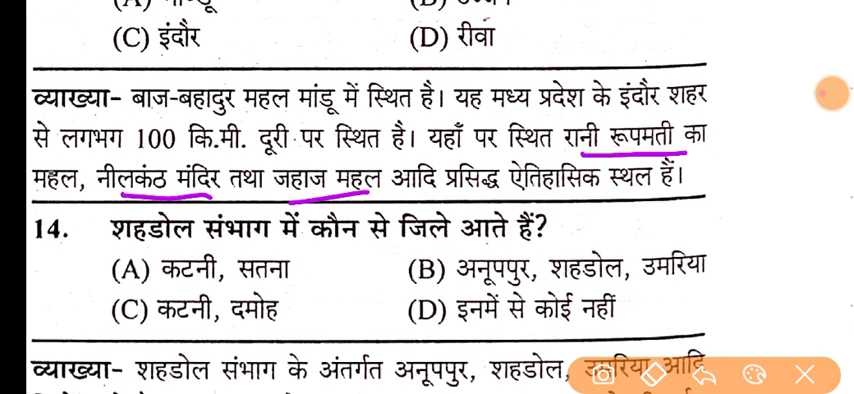 (C) इंदौर (D) रीवा
व्याख्या- बाज-बहादुर महल मांडू में स्थित है। यह मध्य प्रदेश के इंदौर शहर
से लगभग 100 कि.मी. दूरी पर स्थित है। यहाँ पर स्थित रानी रूपमती का
महल, नीलकंठ मंदिर तथा जहाज महल आदि प्रसिद्ध ऐतिहासिक स्थल हैं।
14. शहडोल संभाग में कौन से जिले आते हैं?
(A) कटनी, सतना (B) अनूपपुर, शहडोल, उमरिया
(C) कटनी, दमोह (D) इनमें से कोई नहीं
व्याख्या- शहडोल संभाग के अंतर्गत अनूपपुर, शहडोल, उमरिया आदि